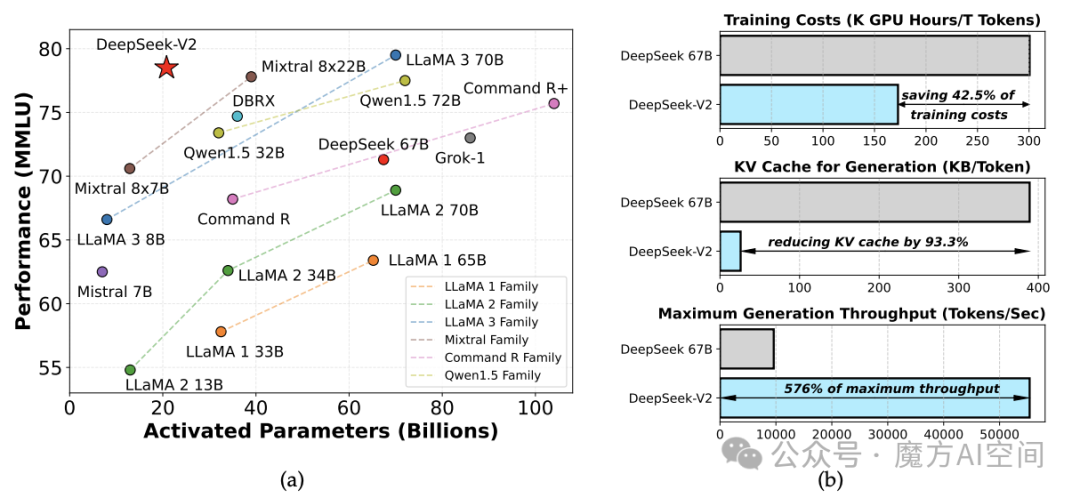 Performance (MMLU)
80
75
70
65
60
55
DeepSeek-V2
Mixtral 8x22B
LLaMA 3 70B
Command R+
DBRX
Qwen1.5 72B
Qwen1.5 32B
DeepSeek 67B
Grok-1
Mixtral 8x7B
Command R
LLaMA 2 70B
LLaMA 3 8B
LLaMA 1 65B
LLaMA 2 34B
Mistral 7B
LLaMA 1 33B
LLaMA 2 13B
LLaMA 1 Family
LLaMA 2 Family
LLaMA 3 Family
Mixtral Family
Command R Family
Qwen1.5 Family
0 20 40 60 80 100
Activated Parameters (Billions)
(a)
Training Costs (K GPU Hours/T Tokens)
DeepSeek 67B
DeepSeek-V2
saving 42.5% of
training costs
0 50 100 150 200 250 300
KV Cache for Generation (KB/Token)
DeepSeek 67B
DeepSeek-V2
reducing KV cache by 93.3%
0 100 200 300 400
Maximum Generation Throughput (Tokens/Sec)
DeepSeek 67B
DeepSeek-V2
576% of maximum throughput
0 10000 20000 30000 40000 50000
公众号 · 魔方AI空间
(b)